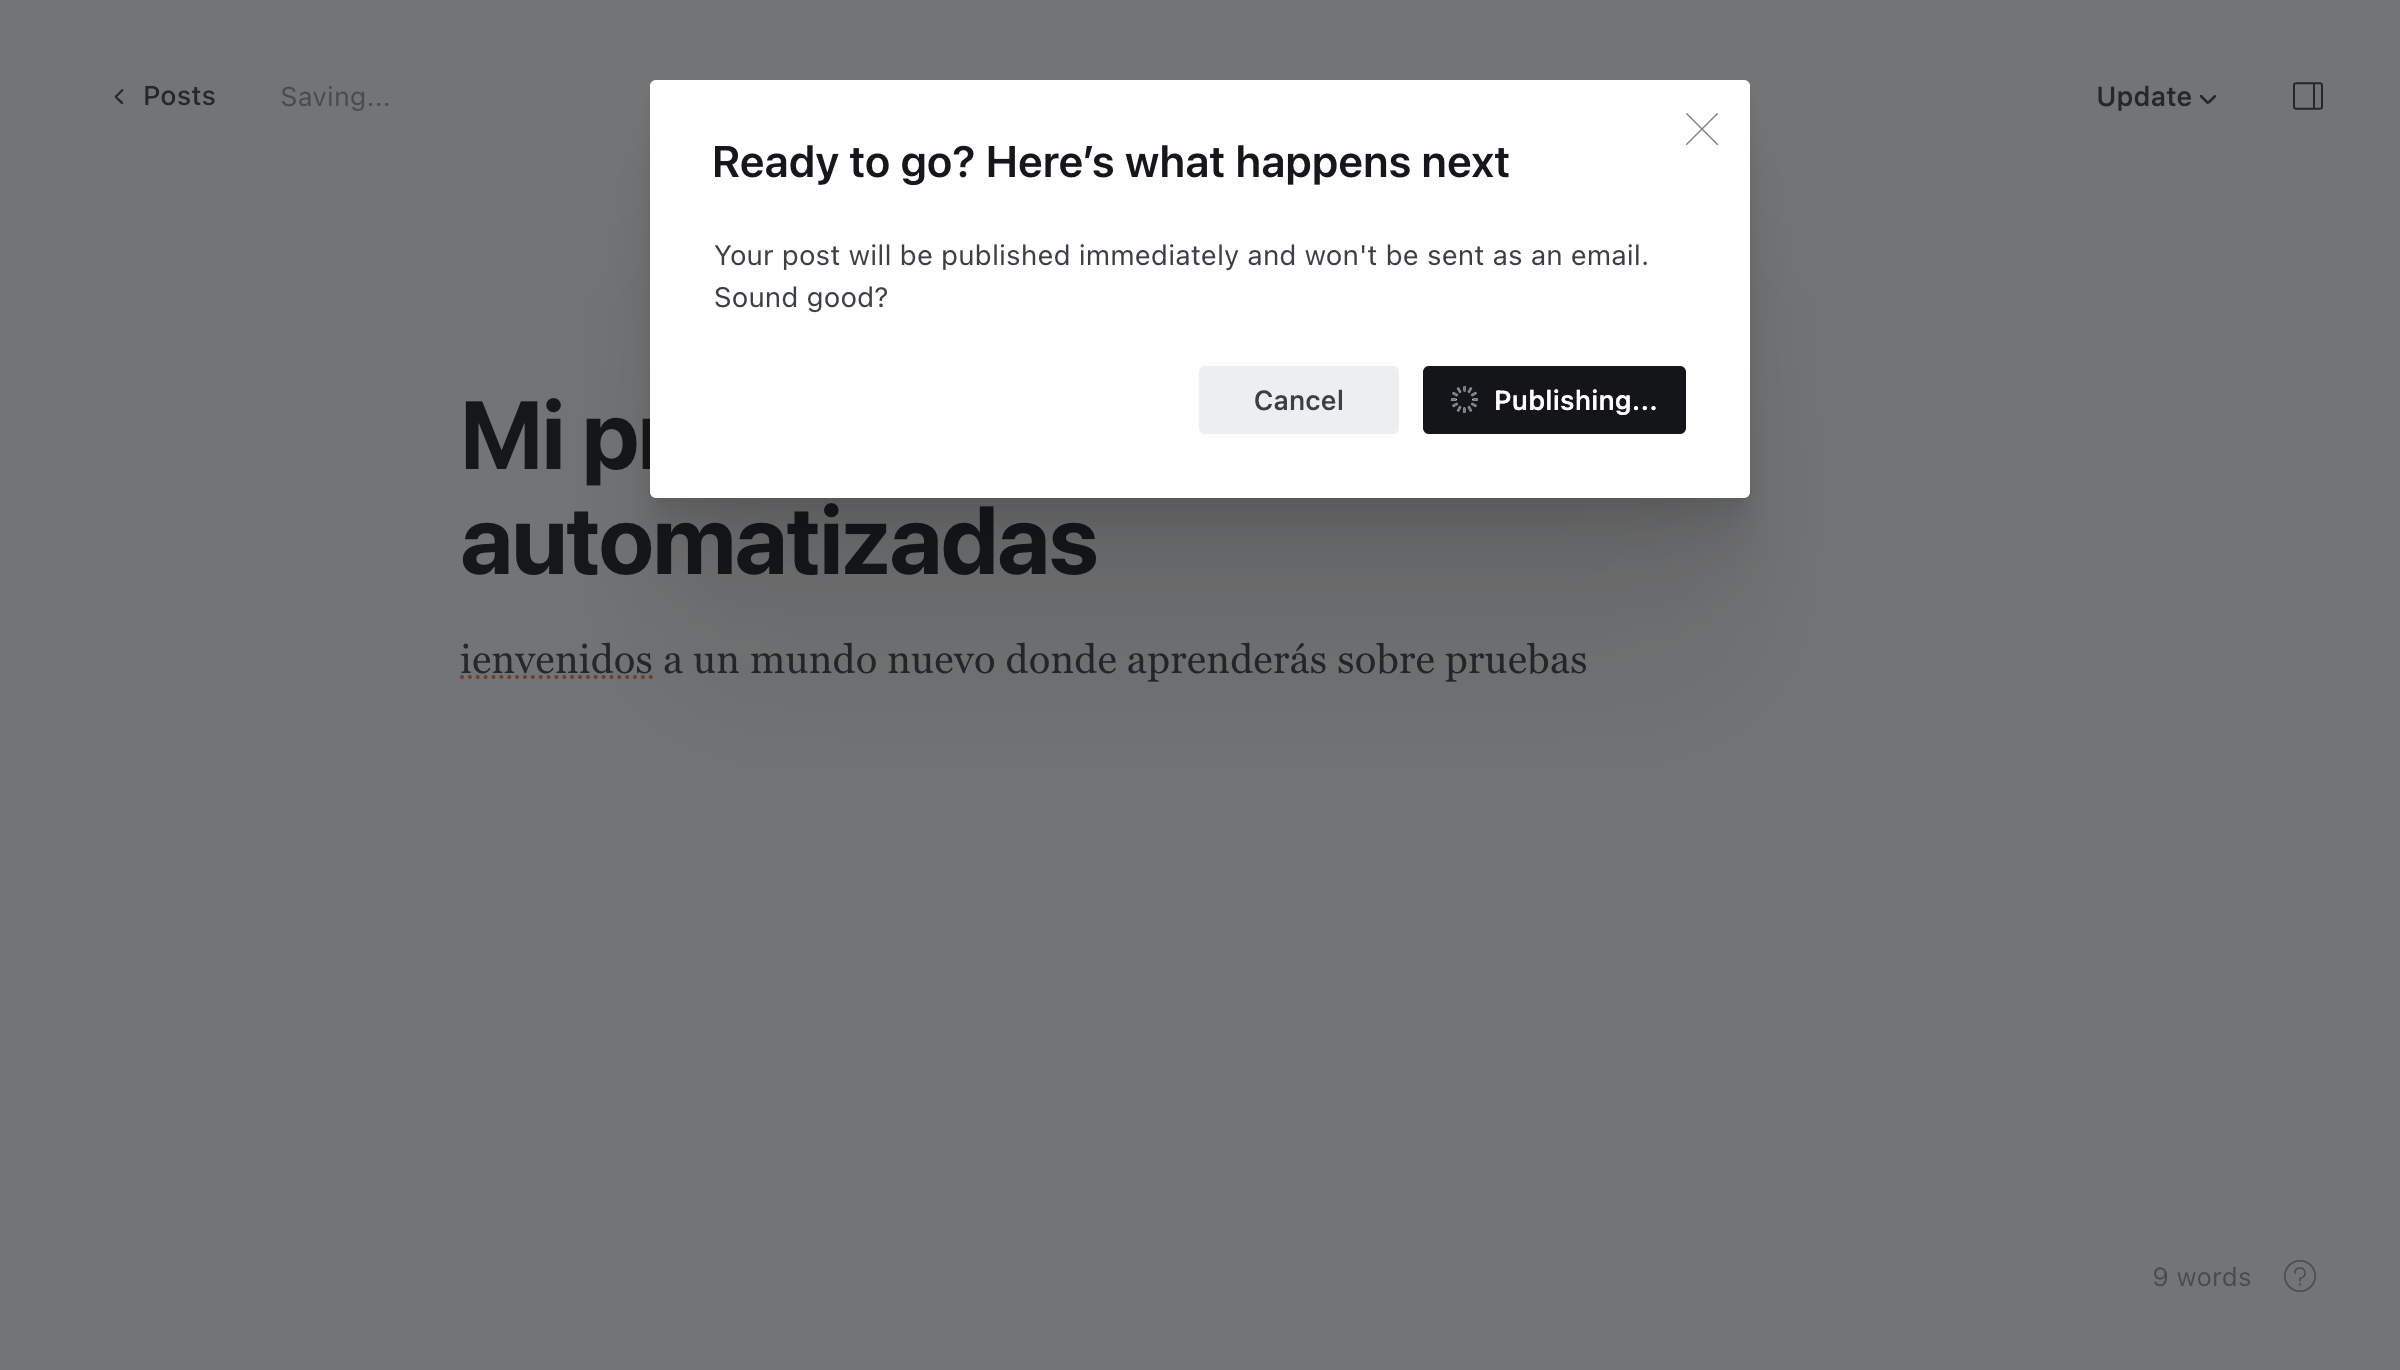 Posts
Saving...
Update
Ready to go? Here’s what happens next
Your post will be published immediately and won't be sent as an email.
Sound good?
Cancel
Publishing...
Mi
automatizadas
ienvenidos a un mundo nuevo donde aprenderás sobre pruebas
9 words
?